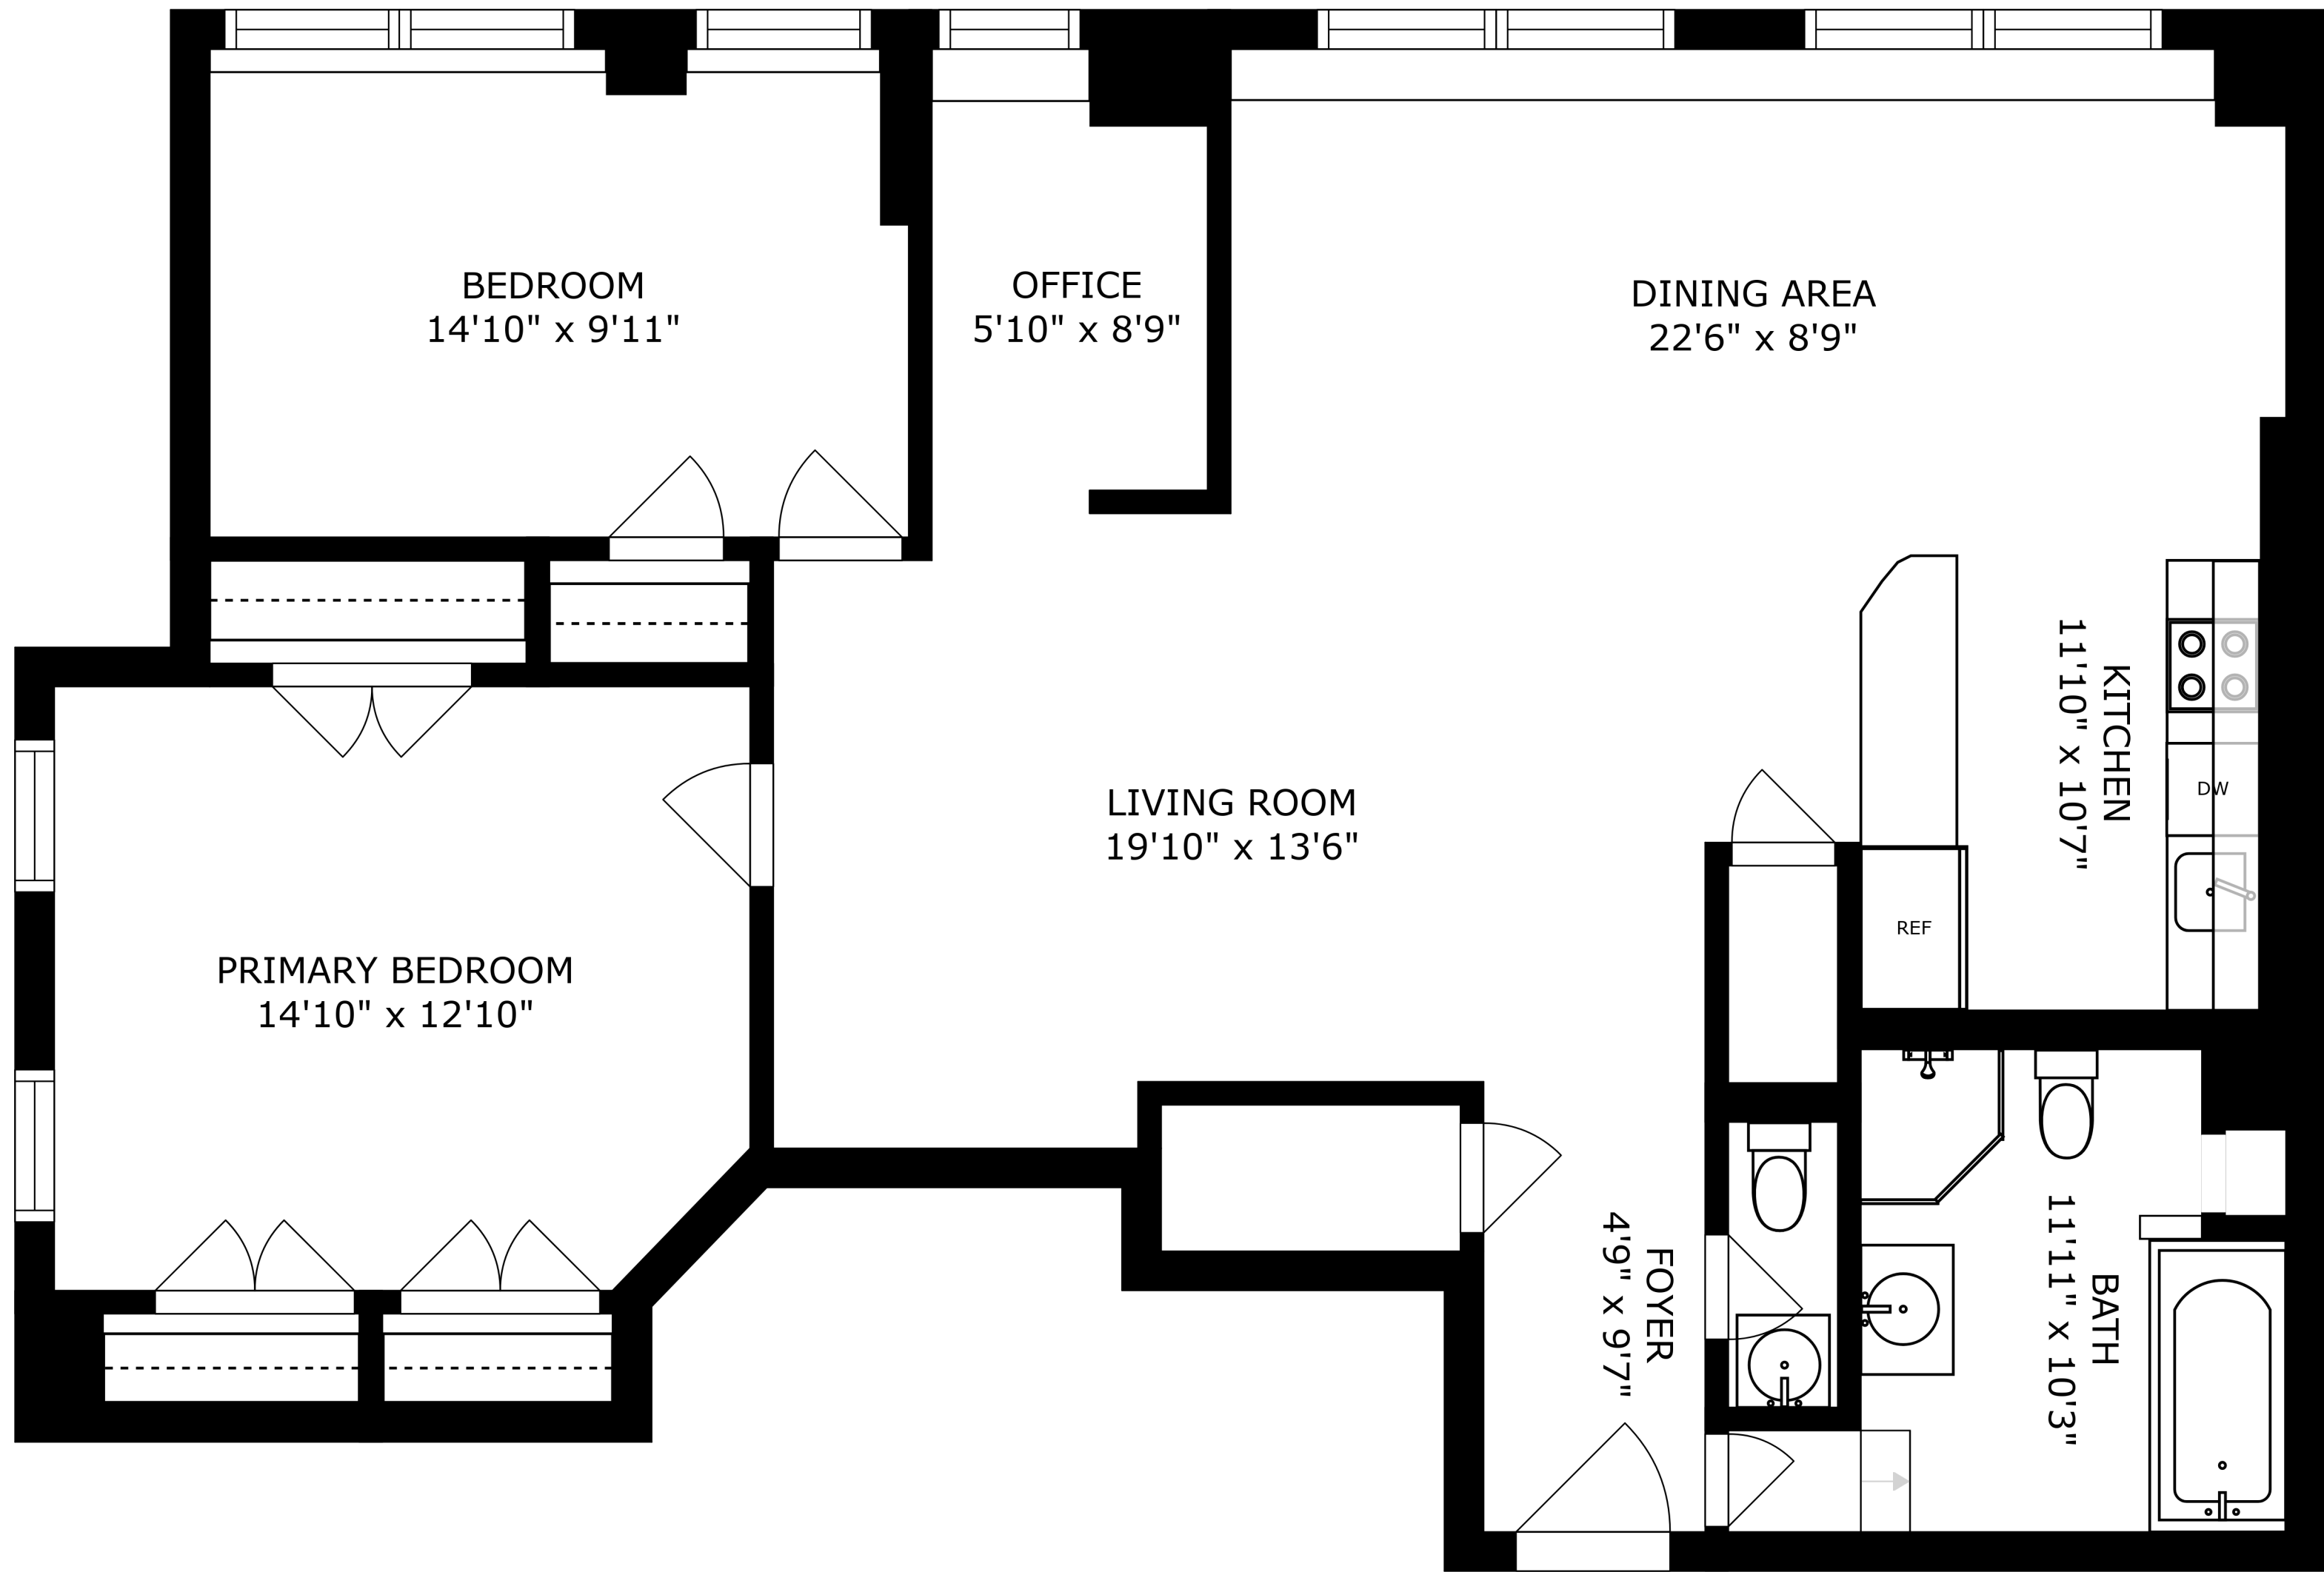 BEDROOM
14'10" x 9'11"
OFFICE
5'10" x 8'9"
DINING AREA
22'6" x 8'9"
KITCHEN
11'10" x 10'7"
DW
LIVING ROOM
19'10" x 13'6"
REF
PRIMARY BEDROOM
14'10" x 12'10"
FOYER
4'9" x 9'7"
BATH
11'11" x 10'3"